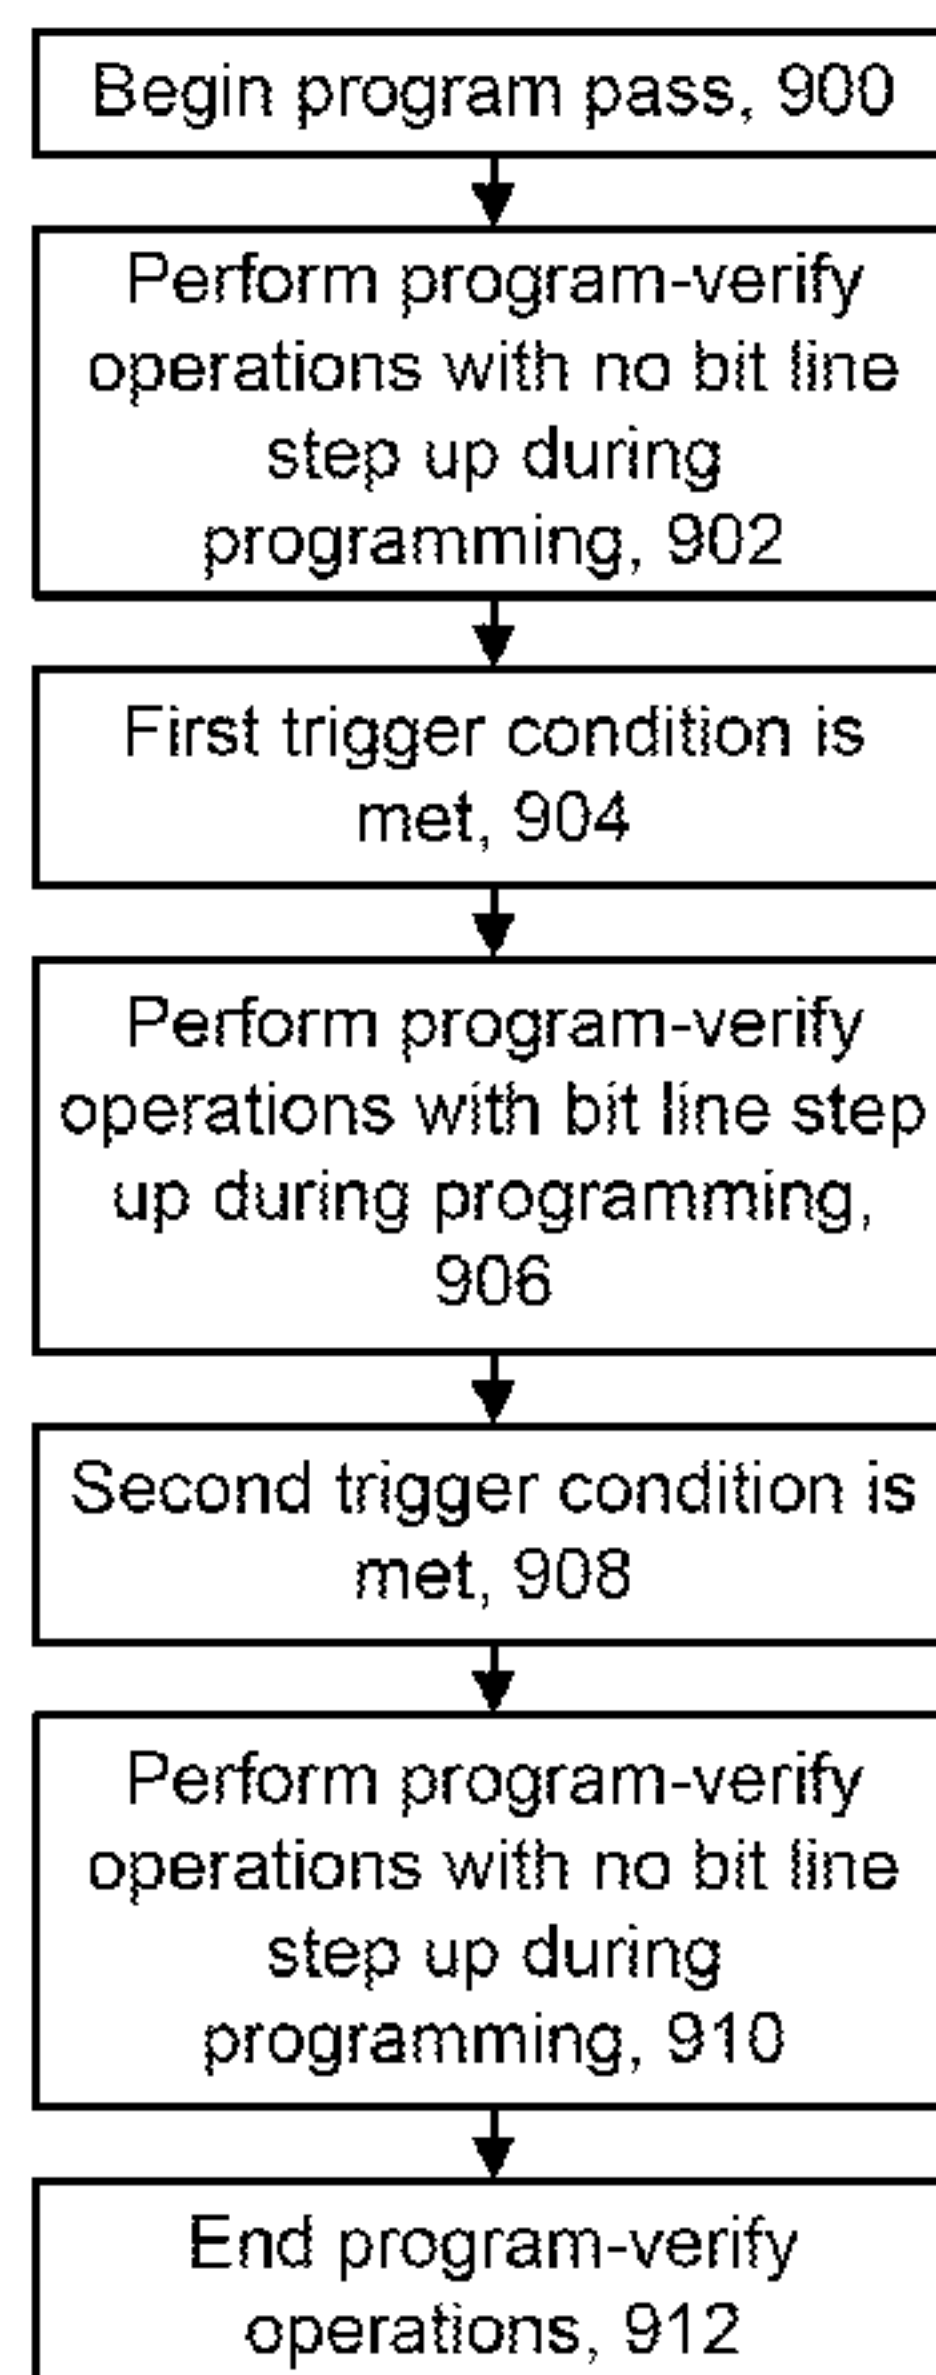 Begin program pass, 900
Perform program-verify
operations with no bit line
step up during
programming, 902
First trigger condition is
met, 904
Perform program-verify
operations with bit line step
up during programming,
906
Second trigger condition is
met, 908
Perform program-verify
operations with no bit line
step up during
programming, 910
End program-verify
operations, 912